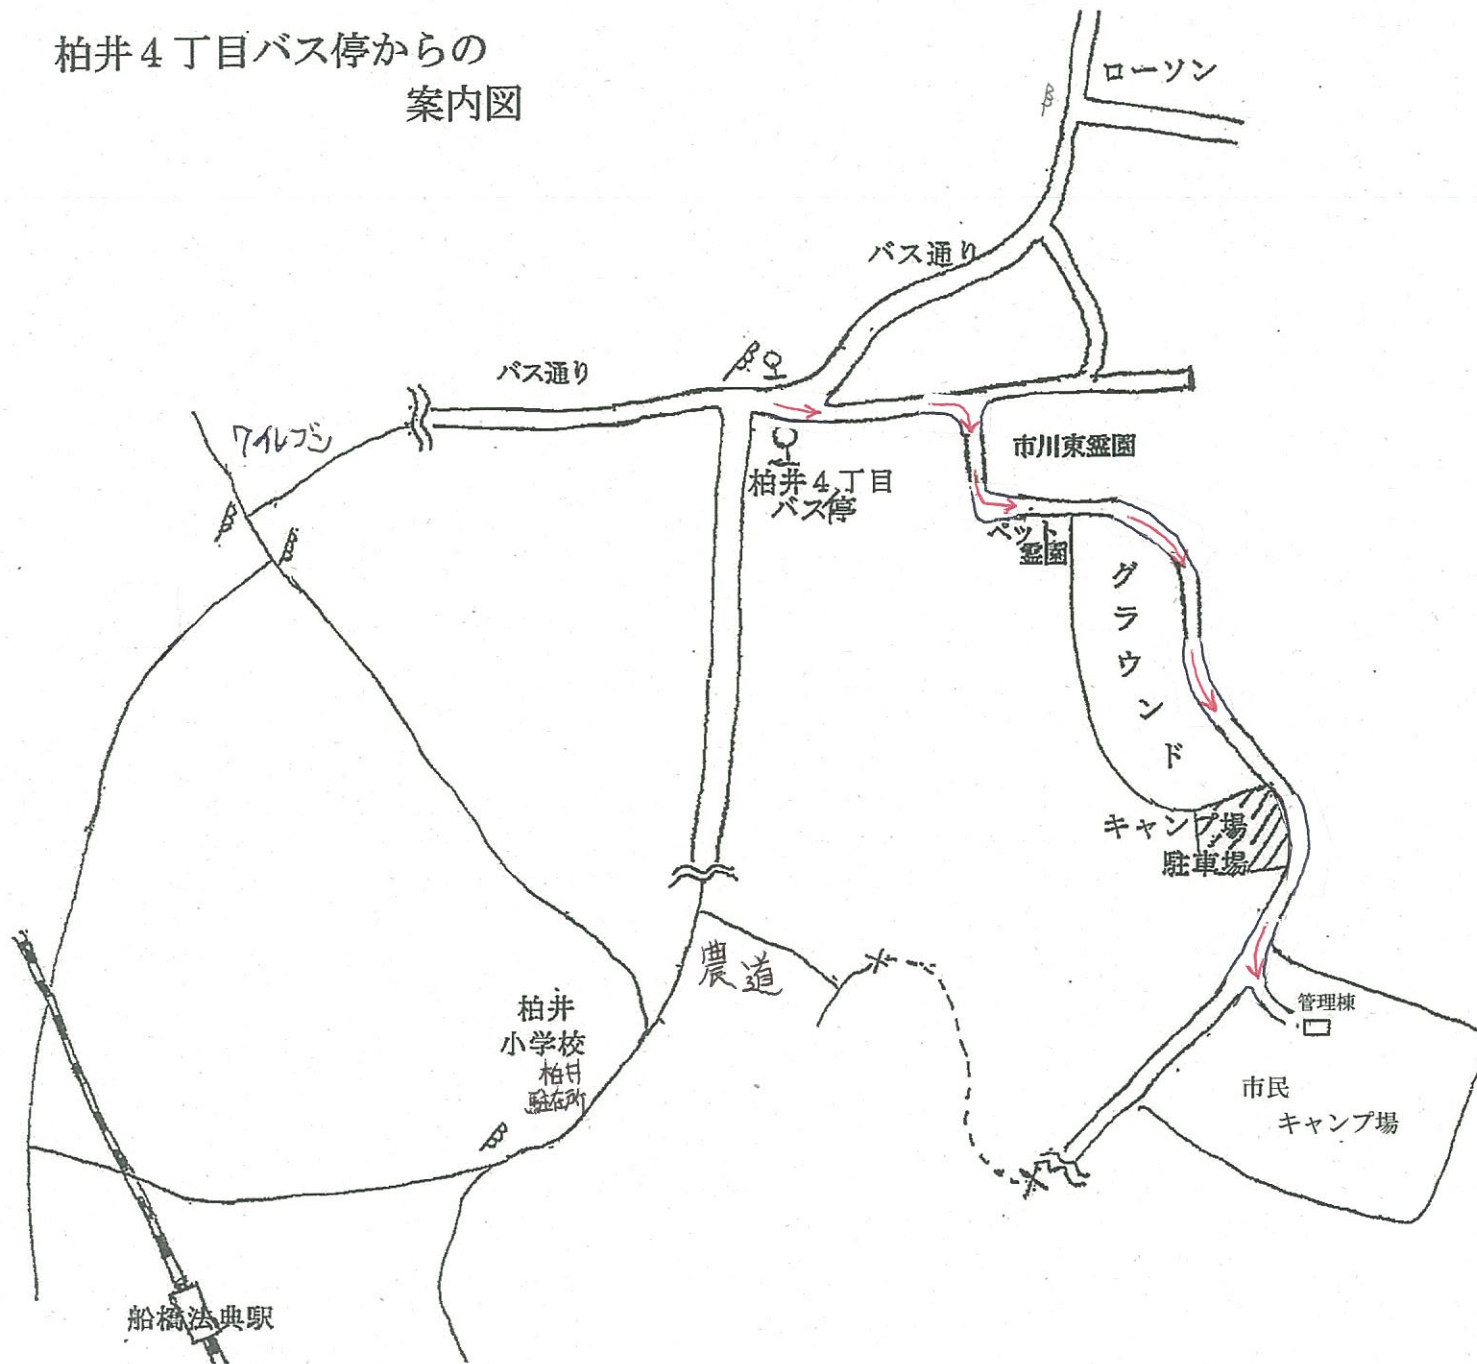 柏井４丁目バス停からの
案内図
ローソン
バス通り
バス通り
ワイルゴン
市川東霊園
柏井４丁目
バス停
ペット
霊園
グラウンド
キャンプ場
駐車場
農道
柏井
小学校
柏井
駐在所
管理棟
市民
キャンプ場
船橋法典駅